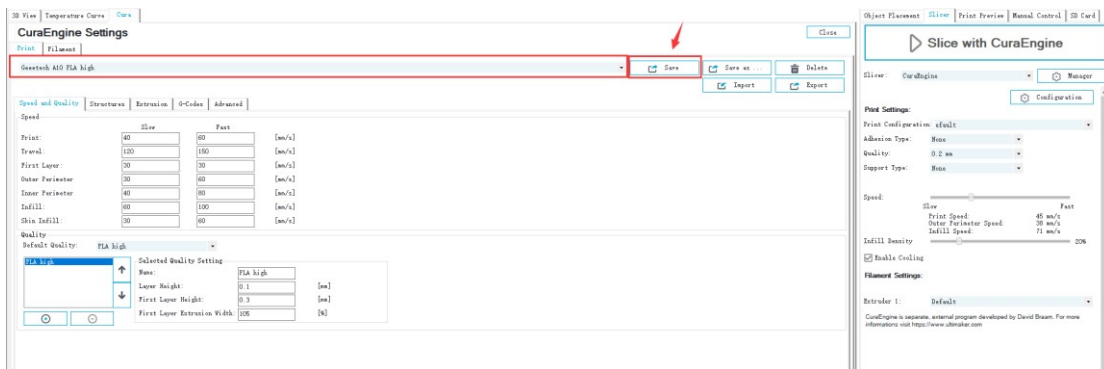 3D View Temperature Curve Cura
CuraEngine Settings
Close
Print Filament
Geeetech A10 PLA high
Save Save as ... Delete
Import Export
Speed and Quality Structures Extrusion G-Codes Advanced
Speed
Slow Fast
Print: 40 60 [mm/s]
Travel: 120 150 [mm/s]
First Layer: 30 30 [mm/s]
Outer Perimeter 30 60 [mm/s]
Inner Perimeter 40 80 [mm/s]
Infill: 60 100 [mm/s]
Skin Infill: 30 60 [mm/s]
Quality
Default Quality: PLA high
PLA high
Selected Quality Setting
Name: PLA high
Layer Height: 0.1 [mm]
First Layer Height: 0.3 [mm]
First Layer Extrusion Width: 105 [%]
Object Placement Slicer Print Preview Manual Control SD Card
Slice with CuraEngine
Slicer: CuraEngine Manager
Configuration
Print Settings:
Print Configuration: efault
Adhesion Type: None
Quality: 0.2 mm
Support Type: None
Speed:
Slow Fast
Print Speed: 45 mm/s
Outer Perimeter Speed: 38 mm/s
Infill Speed: 71 mm/s
Infill Density 20%
Enable Cooling
Filament Settings:
Extruder 1: Default
CuraEngine is separate, external program developed by David Braam. For more
informations visit https://www.ultimaker.com